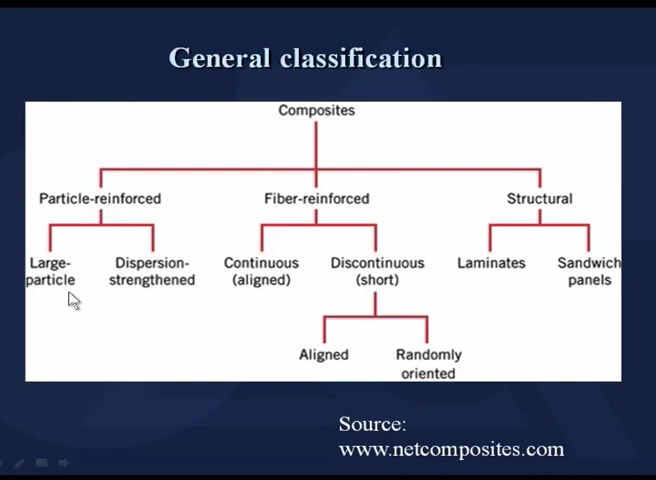 General classification
Composites
Particle-reinforced Fiber-reinforced Structural
Large- Dispersion- Continuous Discontinuous Laminates Sandwich
particle strengthened (aligned) (short) panels
Aligned Randomly
oriented
Source:
www.netcomposites.com